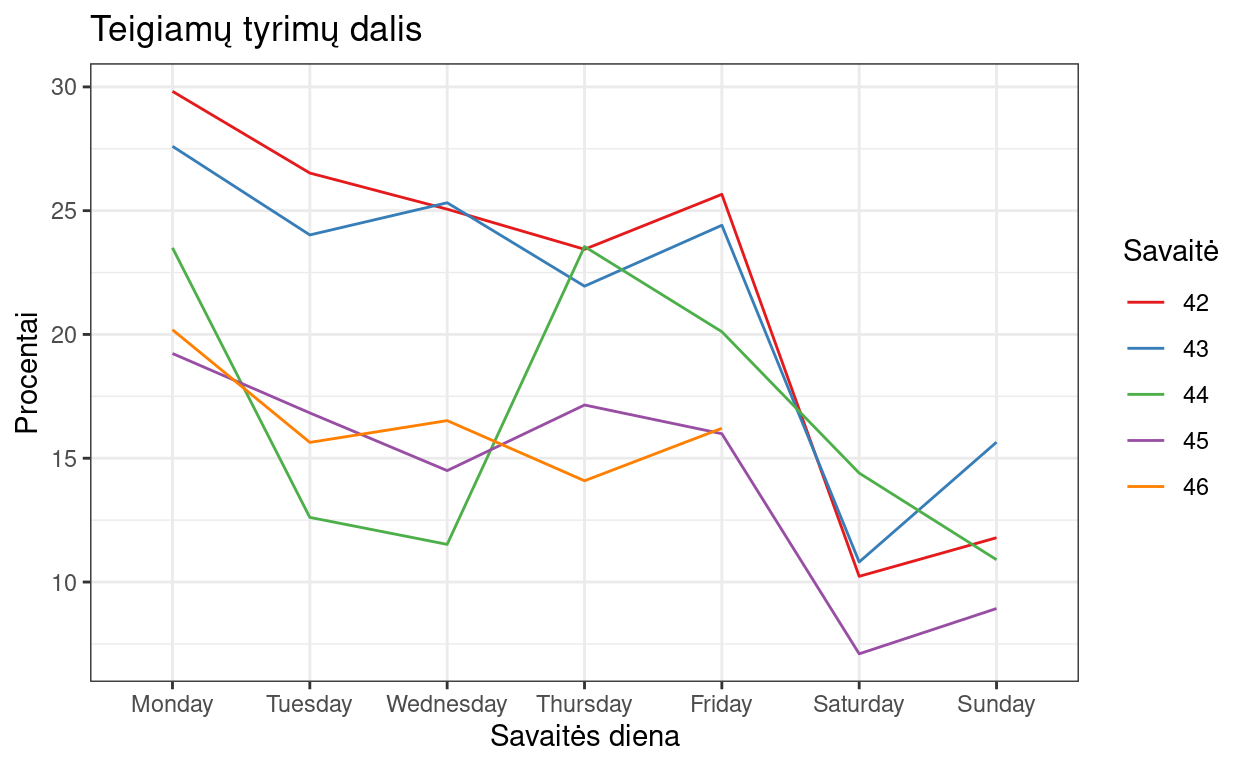 Teigiamų tyrimų dalis
30
25
20
15
10
Procentai
Monday Tuesday Wednesday Thursday Friday Saturday Sunday
Savaitės diena
Savaitė
42
43
44
45
46